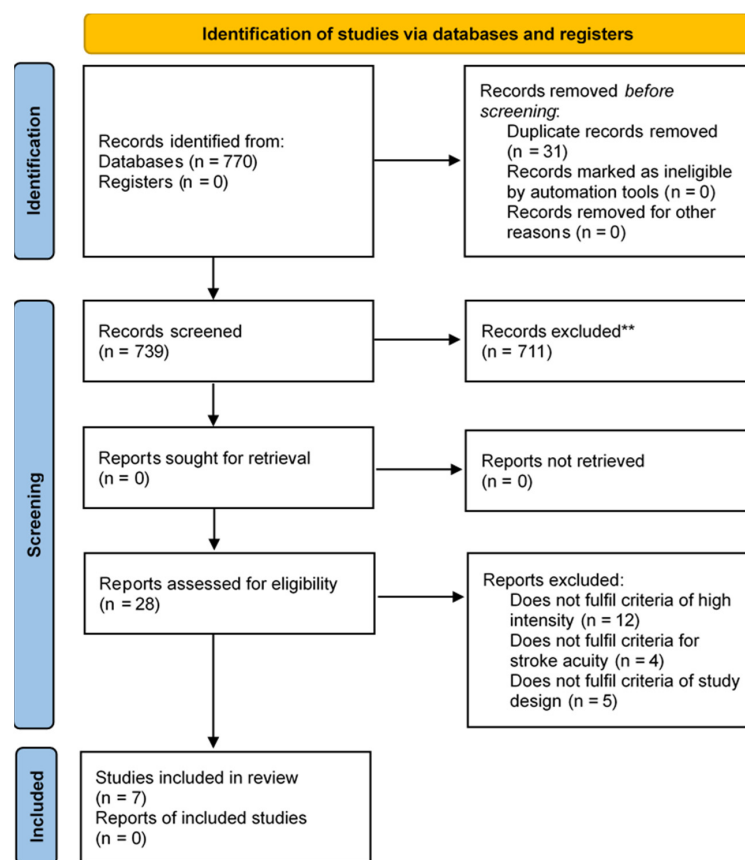 Identification of studies via databases and registers
Identification
Records identified from:
Databases (n = 770)
Registers (n = 0)
Records removed before
screening:
Duplicate records removed
(n = 31)
Records marked as ineligible
by automation tools (n = 0)
Records removed for other
reasons (n = 0)
Screening
Records screened
(n = 739)
Records excluded**
(n = 711)
Reports sought for retrieval
(n = 0)
Reports not retrieved
(n = 0)
Reports assessed for eligibility
(n = 28)
Reports excluded:
Does not fulfil criteria of high
intensity (n = 12)
Does not fulfil criteria for
stroke acuity (n = 4)
Does not fulfil criteria of study
design (n = 5)
Included
Studies included in review
(n = 7)
Reports of included studies
(n = 0)